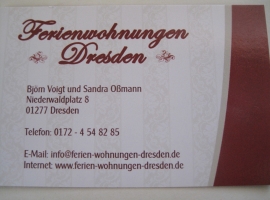 Ferienwohnungen
Dresden
Björn Voigt und Sandra Oßmann
Niederwaldplatz 8
01277 Dresden
Telefon: 0172 - 4 54 82 85
E-Mail: info@ferien-wohnungen-dresden.de
Internet: www.ferien-wohnungen-dresden.de